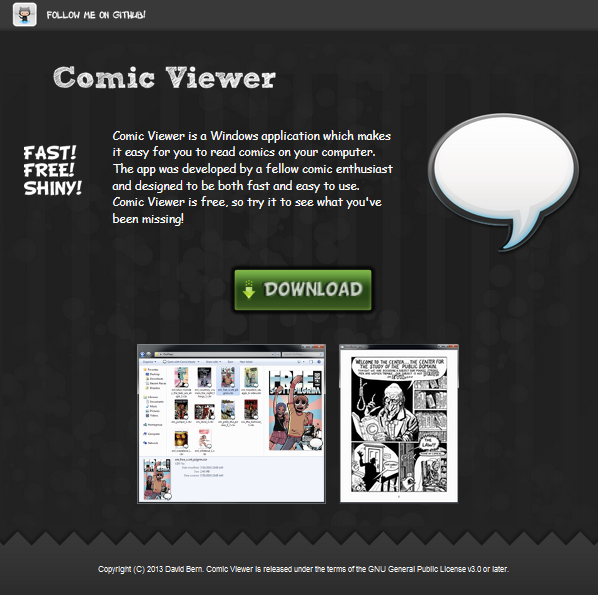 FOLLOW ME ON GITHUB!
Comic Viewer
FAST!
FREE!
SHINY!
Comic Viewer is a Windows application which makes
it easy for you to read comics on your computer.
The app was developed by a fellow comic enthusiast
and designed to be both fast and easy to use.
Comic Viewer is free, so try it to see what you've
been missing!
DOWNLOAD
WELCOME TO THE CENTER... THE CENTER FOR
THE STUDY OF THE PUBLIC DOMAIN.
Copyright (C) 2013 David Bern. Comic Viewer is released under the terms of the GNU General Public License v3.0 or later.